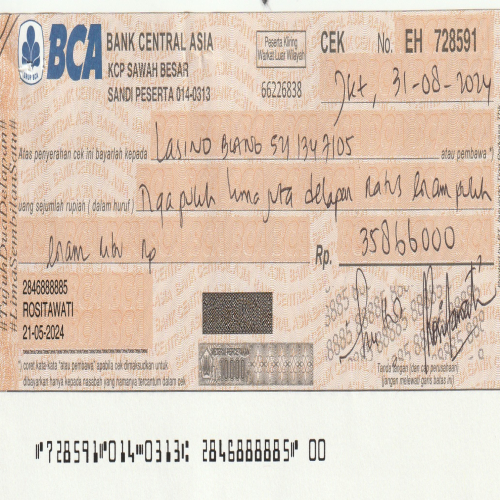 BCA BANK CENTRAL ASIA
KCP SAWAH BESAR
SANDI PESERTA 014-0313
Peserta Kliring
Warkat Luar Wilayah
66226838
CEK No. EH 728591
Jkt, 31-08-2024
Atas penyerahan cek ini bayarlah kepada LASINO 5211347105 atau pembawa *)
uang sejumlah rupiah ( dalam huruf ) Tiga puluh lima juta delapan Ratus enam puluh
enam ribu Rp
Rp. 35866000
2846888885
ROSITAWATI
21-05-2024
*) coret kata-kata "atau pembawa" apabila cek dimaksudkan untuk
dibayarkan hanya kepada nasabah yang namanya tercantum dalam cek
Tanda tangan (dan cap perusahaan)
(jangan melewati garis batas ini)
⑈728591⑈014⑉0313⑆ 2846888885⑈ 00